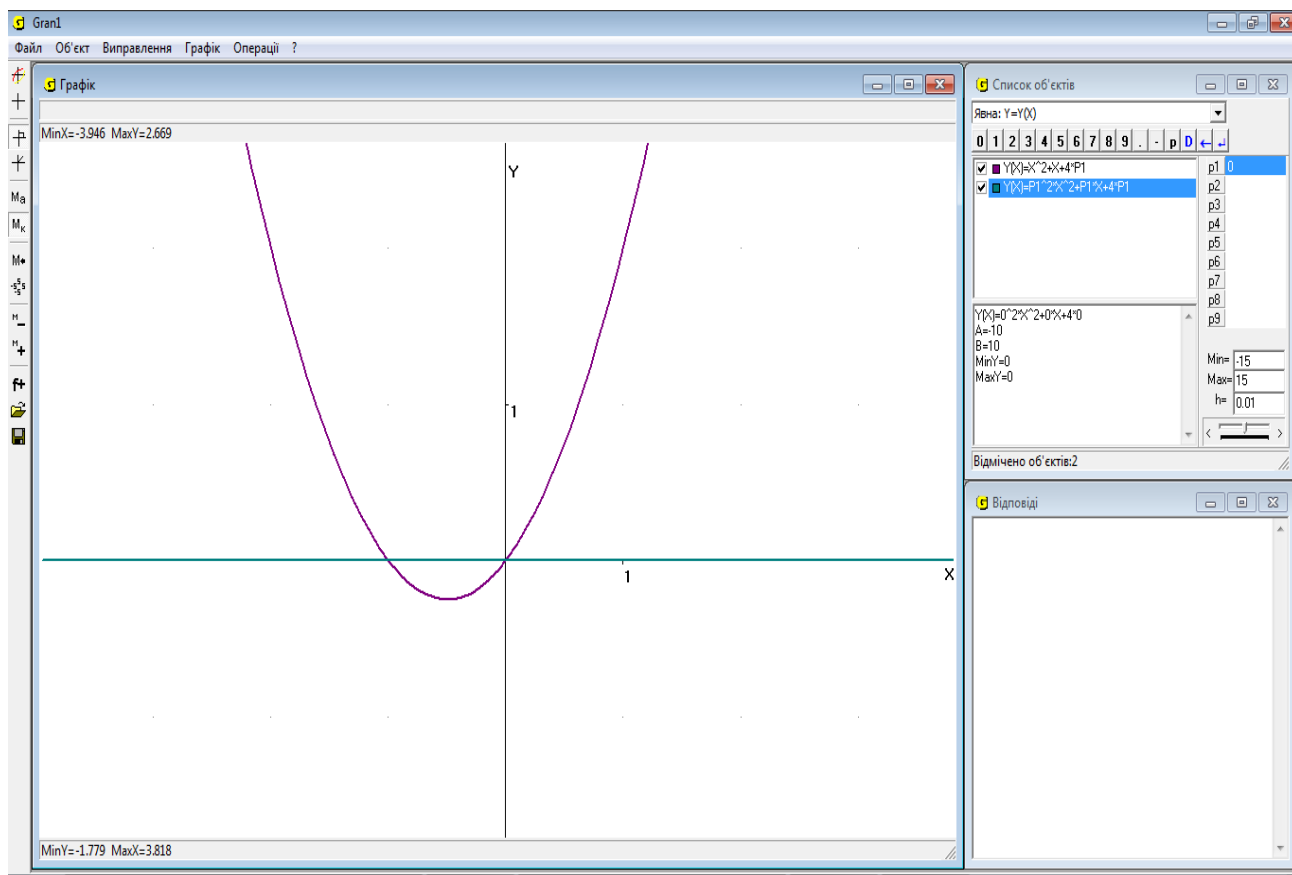 Gran1
Файл Об'єкт Виправлення Графік Операції ?
Графік
MinX=-3.946 MaxY=2.669
Y
1
1
X
MinY=-1.779 MaxX=3.818
Ma
Mк
M
M
M
f+
Список об'єктів
Явна: Y=Y(X)
0 1 2 3 4 5 6 7 8 9 . - p D
Y(X)=X^2+X+4*P1
Y(X)=P1^2*X^2+P1*X+4*P1
p1 0
p2
p3
p4
p5
p6
p7
p8
p9
Y(X)=0^2*X^2+0*X+4*0
A=-10
B=10
MinY=0
MaxY=0
Min= -15
Max= 15
h= 0.01
Відмічено об'єктів:2
Відповіді